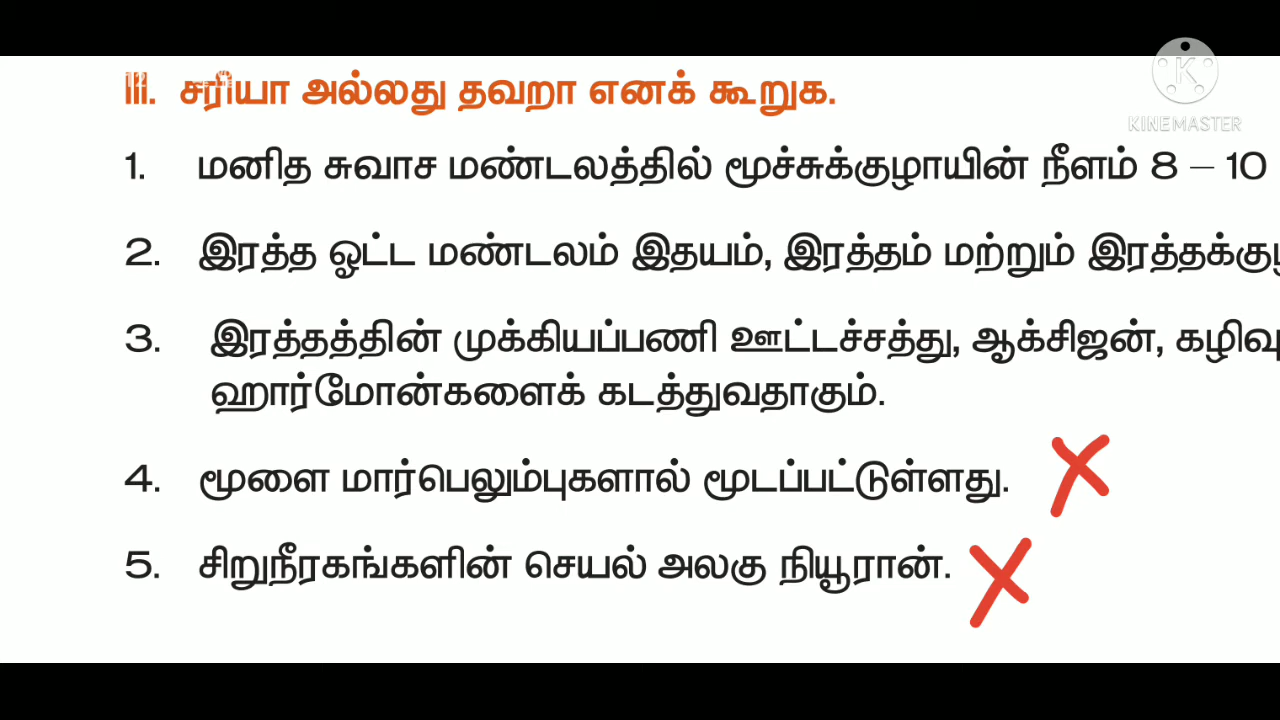 III. சரியா அல்லது தவறா எனக் கூறுக.
KINEMASTER
1. மனித சுவாச மண்டலத்தில் மூச்சுக்குழாயின் நீளம் 8 – 10
2. இரத்த ஓட்ட மண்டலம் இதயம், இரத்தம் மற்றும்
3. இரத்தத்தின் முக்கியப்பணி ஊட்டச்சத்து, ஆக்சிஜன், கழிவு
ஹார்மோன்களைக் கடத்துவதாகும்.
4. மூளை மார்பெலும்புகளால் மூடப்பட்டுள்ளது.
5. சிறுநீரகங்களின் செயல் அலகு நியூரான்.